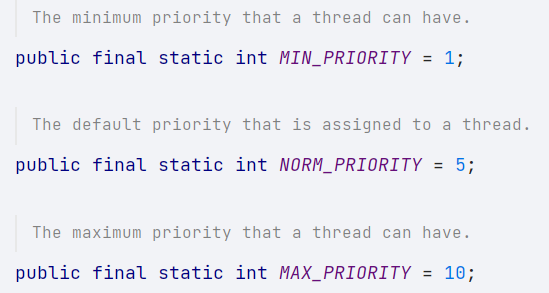 The minimum priority that a thread can have.
public final static int MIN_PRIORITY = 1;
The default priority that is assigned to a thread.
public final static int NORM_PRIORITY = 5;
The maximum priority that a thread can have.
public final static int MAX_PRIORITY = 10;